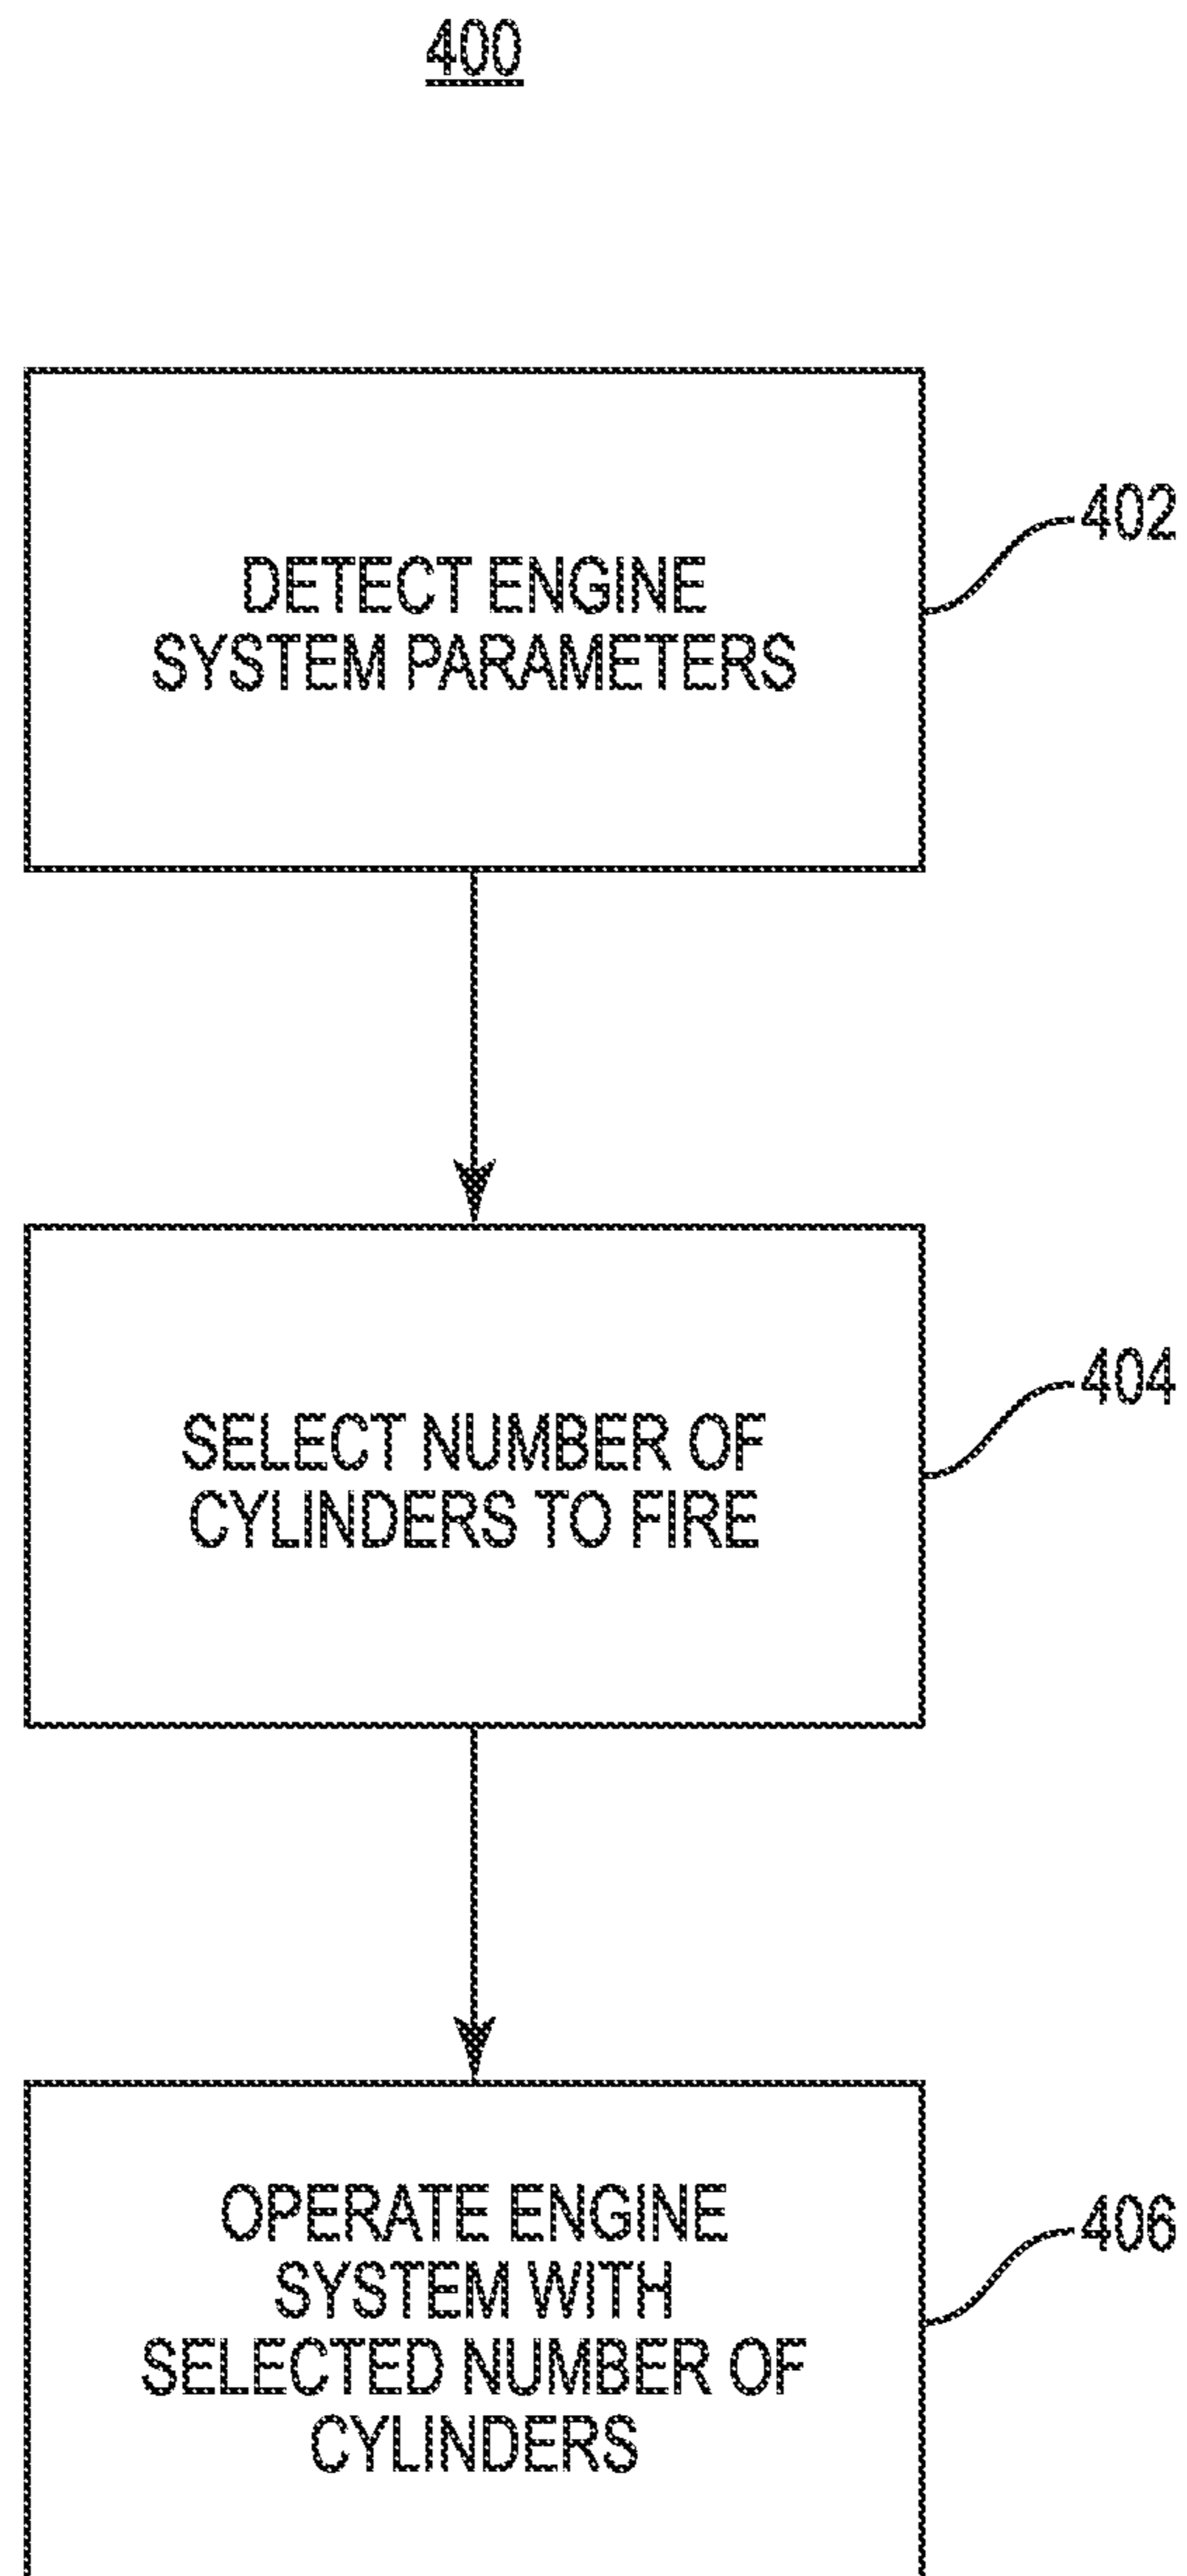 400
DETECT ENGINE
SYSTEM PARAMETERS
402
SELECT NUMBER OF
CYLINDERS TO FIRE
404
OPERATE ENGINE
SYSTEM WITH
SELECTED NUMBER OF
CYLINDERS
406